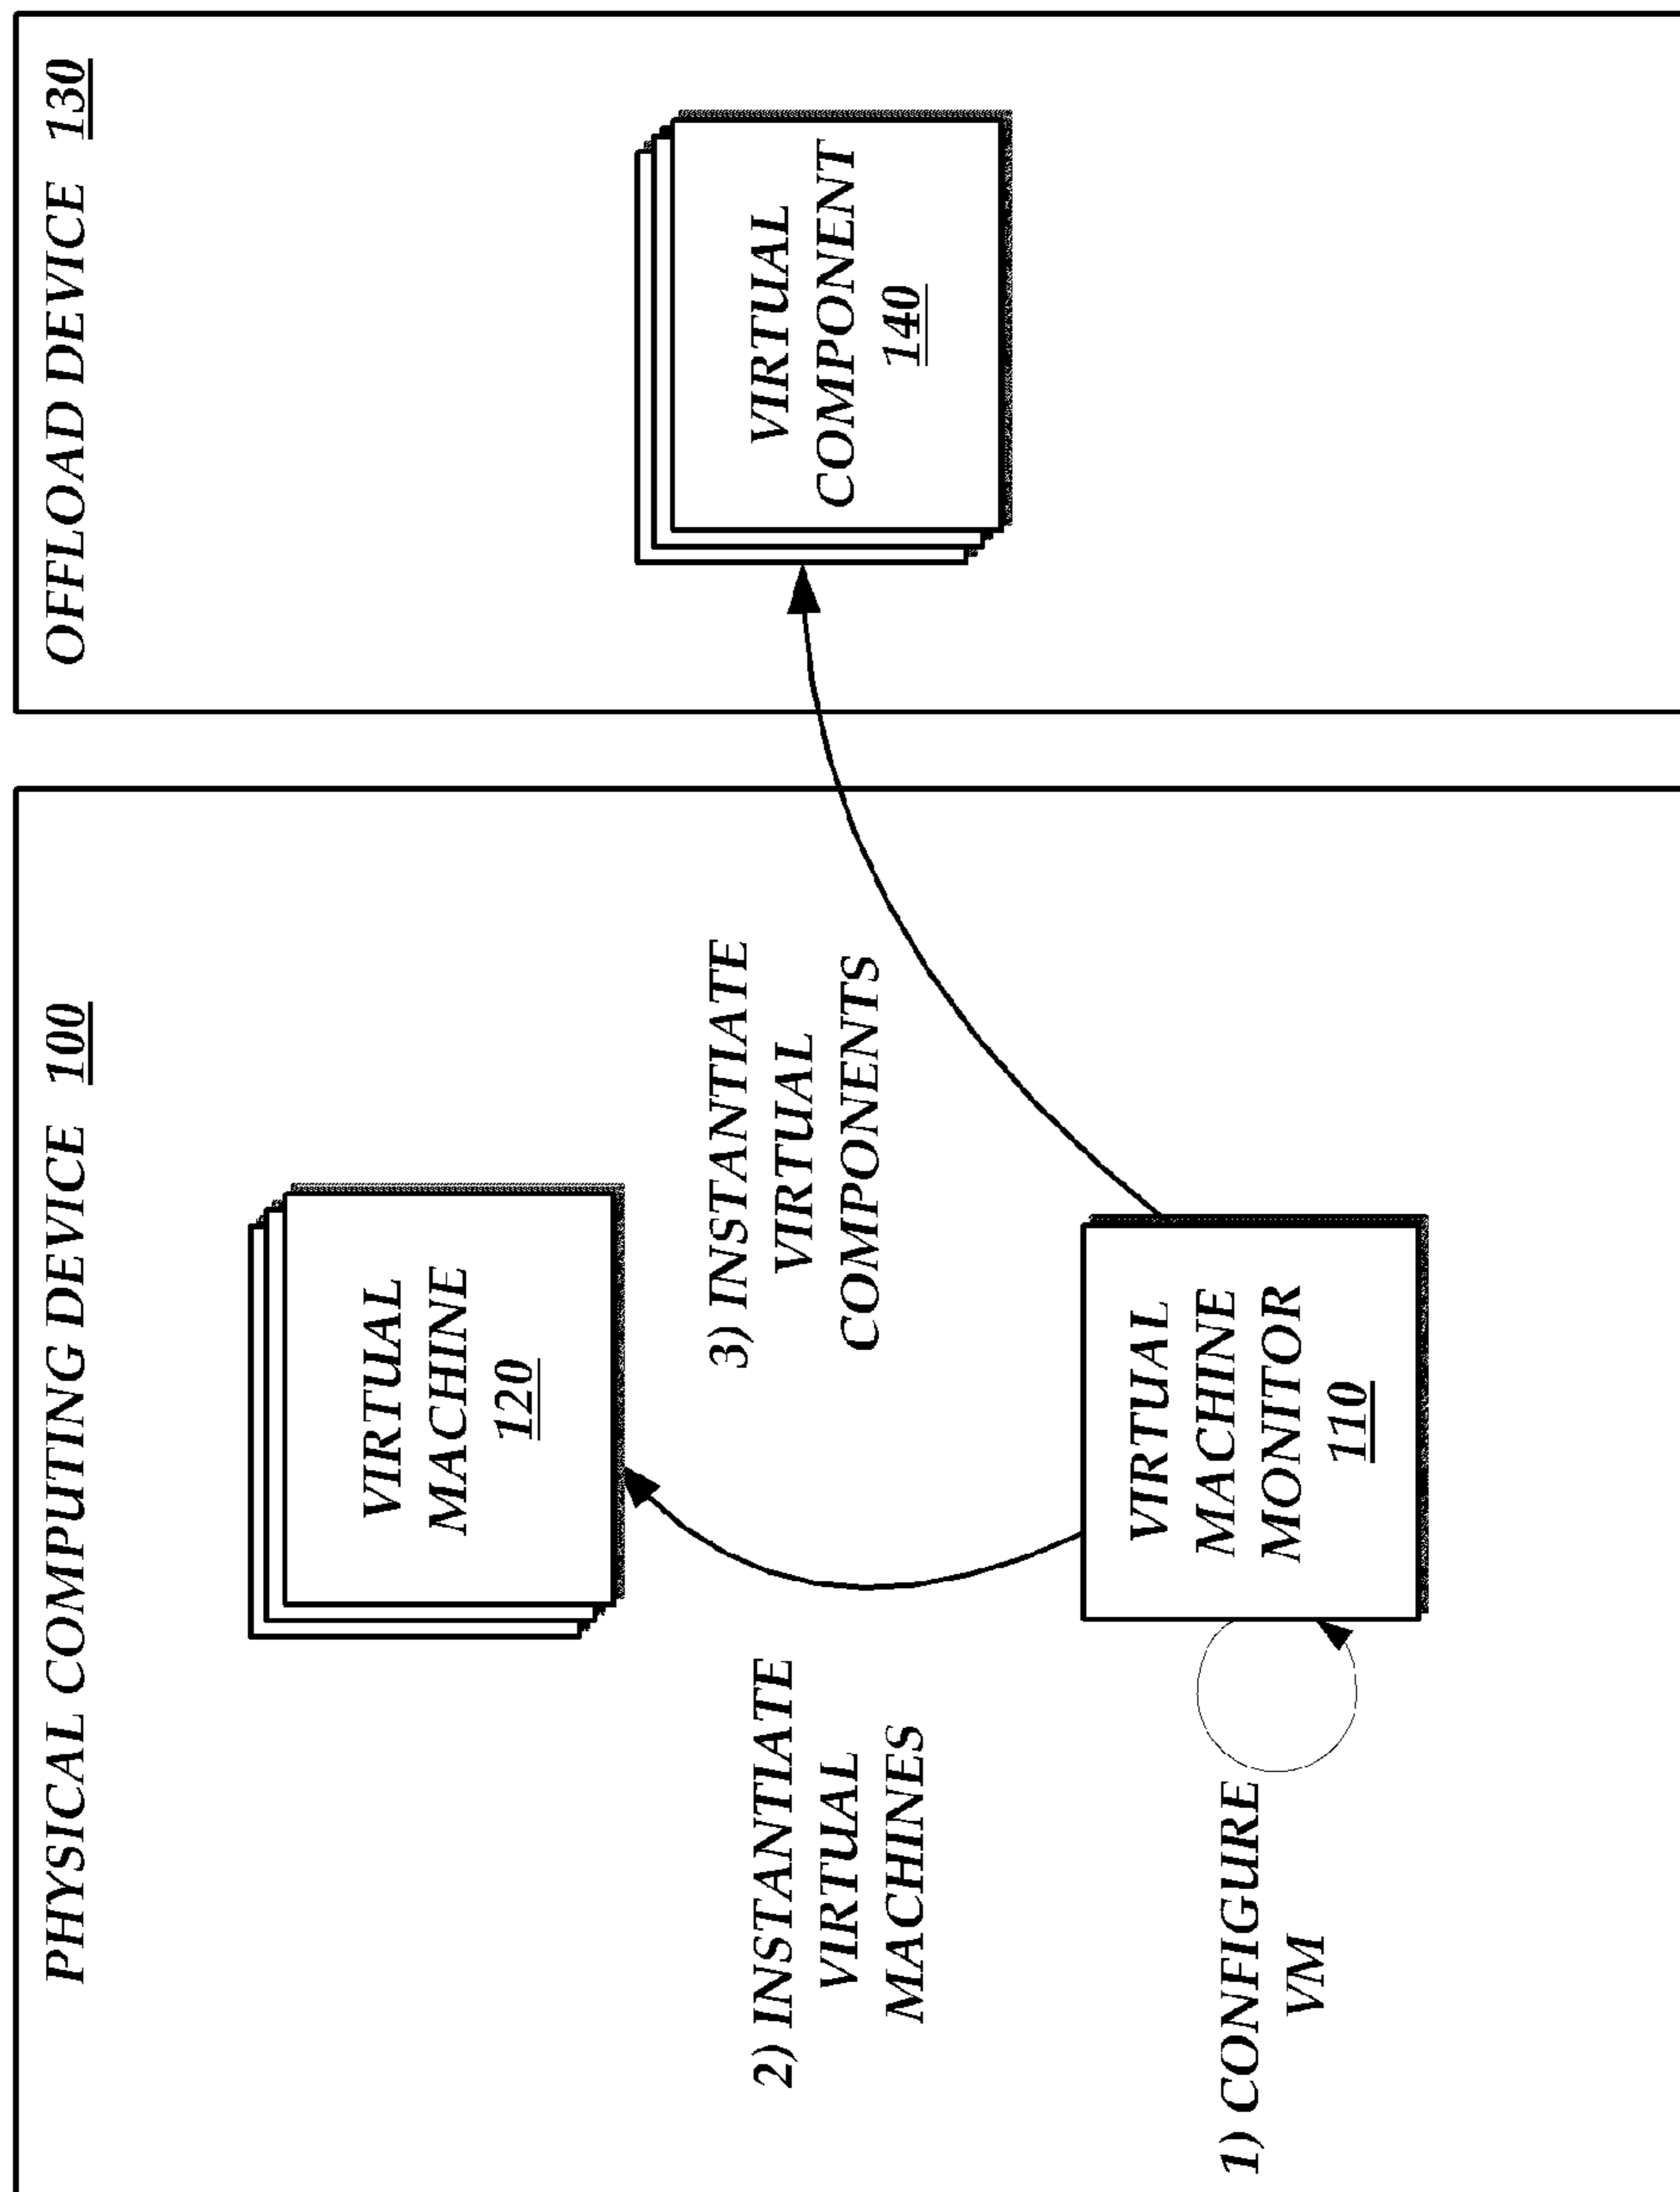 PHYSICAL COMPUTING DEVICE 100
OFFLOAD DEVICE 130
VIRTUAL
MACHINE
120
VIRTUAL
COMPONENT
140
3) INSTANTIATE
VIRTUAL
COMPONENTS
2) INSTANTIATE
VIRTUAL
MACHINES
VIRTUAL
MACHINE
MONITOR
110
1) CONFIGURE
VM